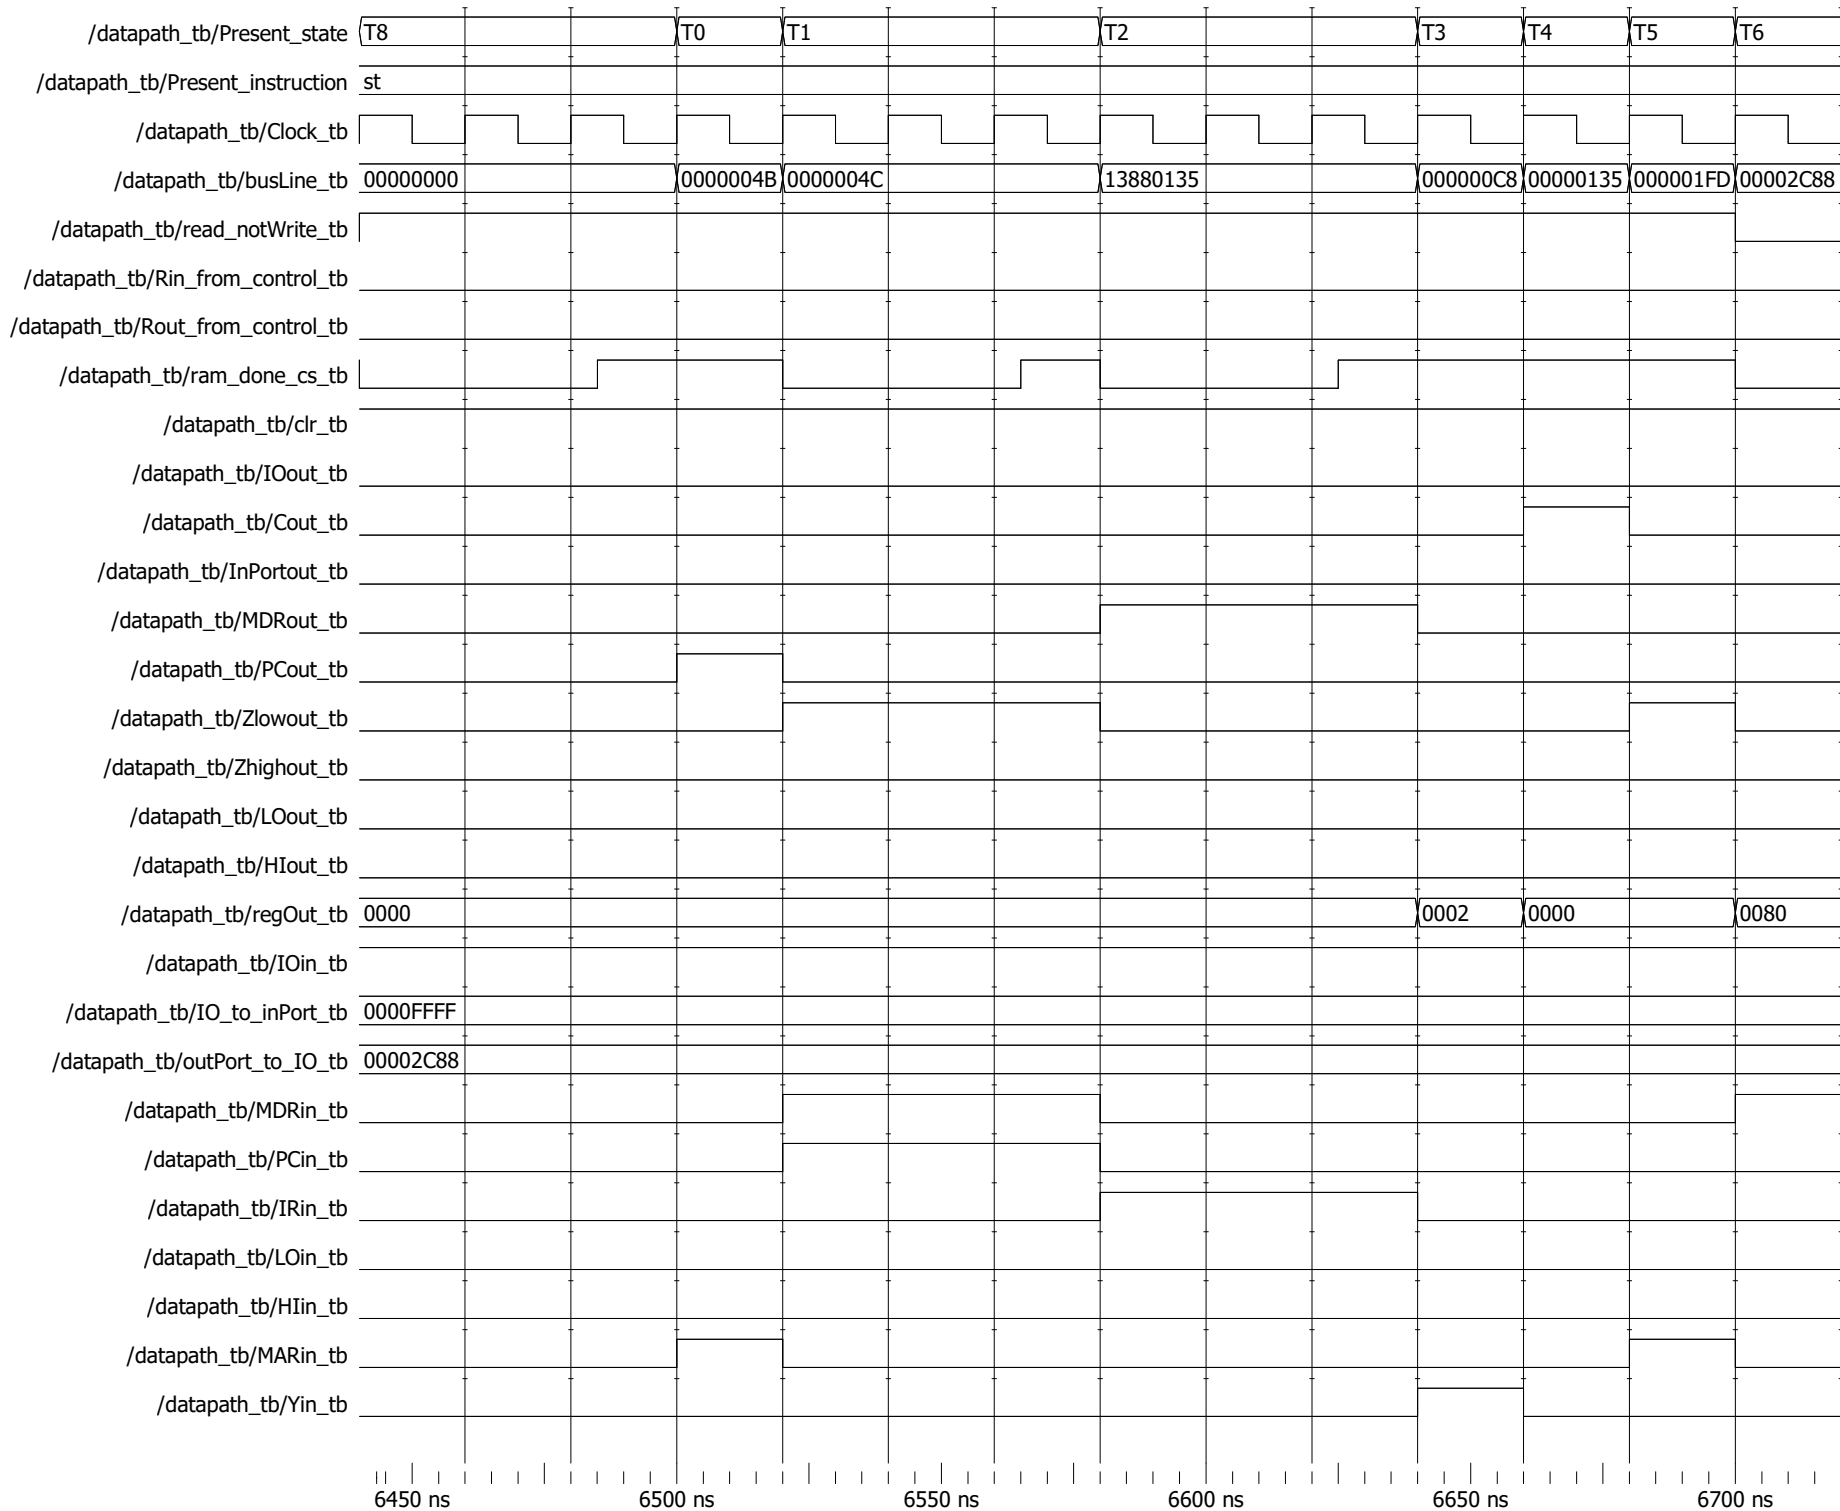 /datapath_tb/Present_state T8 T0 T1 T2 T3 T4 T5 T6
/datapath_tb/Present_instruction st
/datapath_tb/Clock_tb
/datapath_tb/busLine_tb 00000000 0000004B 0000004C 13880135 000000C8 00000135 000001FD 00002C88
/datapath_tb/read_notWrite_tb
/datapath_tb/Rin_from_control_tb
/datapath_tb/Rout_from_control_tb
/datapath_tb/ram_done_cs_tb
/datapath_tb/clr_tb
/datapath_tb/IOout_tb
/datapath_tb/Cout_tb
/datapath_tb/InPortout_tb
/datapath_tb/MDRout_tb
/datapath_tb/PCout_tb
/datapath_tb/Zlowout_tb
/datapath_tb/Zhighout_tb
/datapath_tb/LOout_tb
/datapath_tb/HIout_tb
/datapath_tb/regOut_tb 0000 0002 0000 0080
/datapath_tb/IOin_tb
/datapath_tb/IO_to_inPort_tb 0000FFFF
/datapath_tb/outPort_to_IO_tb 00002C88
/datapath_tb/MDRin_tb
/datapath_tb/PCin_tb
/datapath_tb/IRin_tb
/datapath_tb/LOin_tb
/datapath_tb/HIin_tb
/datapath_tb/MARin_tb
/datapath_tb/Yin_tb
6450 ns 6500 ns 6550 ns 6600 ns 6650 ns 6700 ns